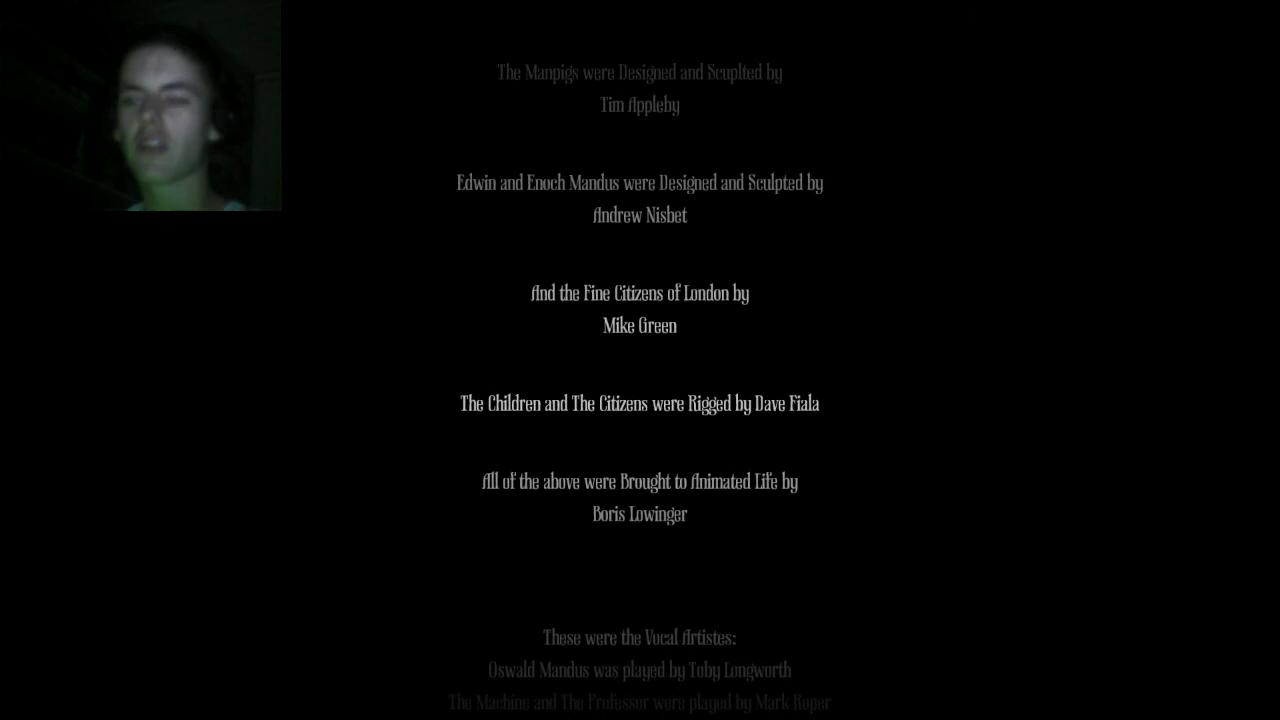 The Manpigs were Designed and Scuplted by
Tim Appleby
Edwin and Enoch Mandus were Designed and Sculpted by
Andrew Nisbet
And the Fine Citizens of London by
Mike Green
The Children and The Citizens were Rigged by Dave Fiala
All of the above were Brought to Animated Life by
Boris Lowinger
These were the Vocal Artistes:
Oswald Mandus was played by Toby Longworth
The Machine and The Professor were played by Mark Roper